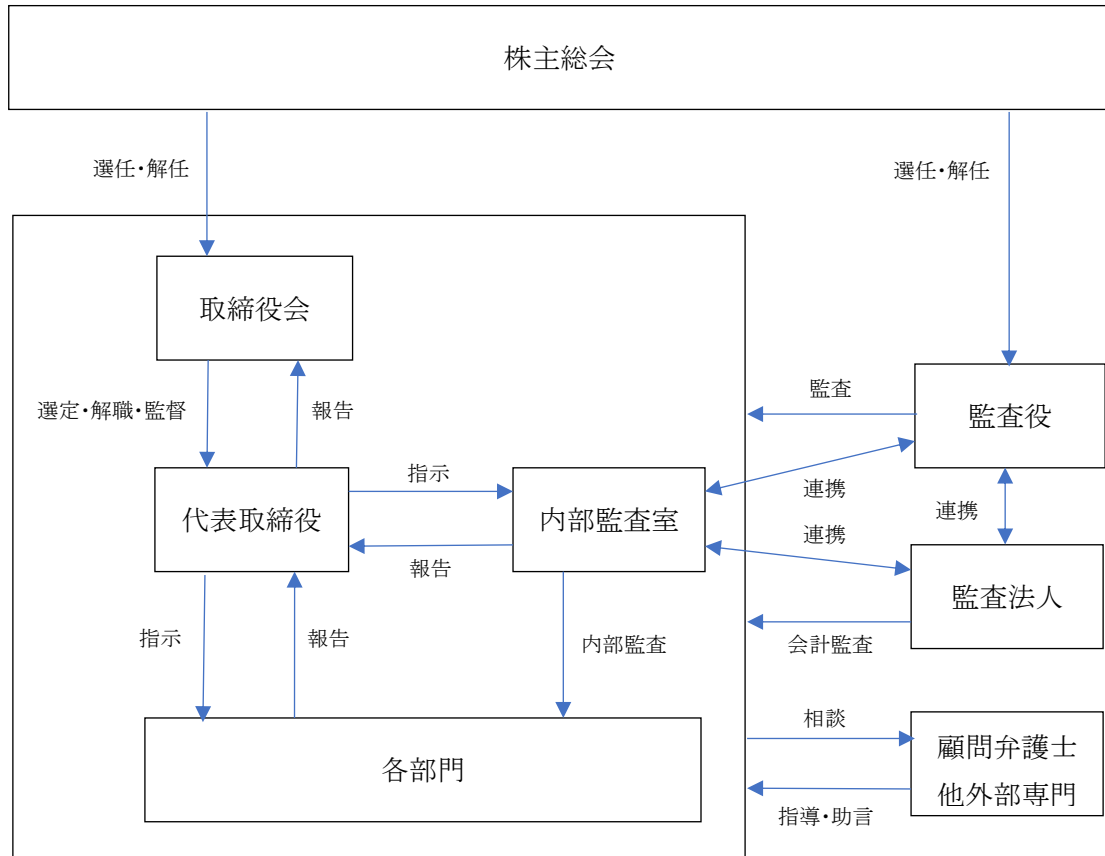 株主総会
選任・解任
選任・解任
取締役会
監査
監査役
選定・解職・監督
報告
指示
連携
代表取締役
内部監査室
連携
連携
報告
監査法人
指示
報告
内部監査
会計監査
相談
顧問弁護士
各部門
他外部専門
指導・助言